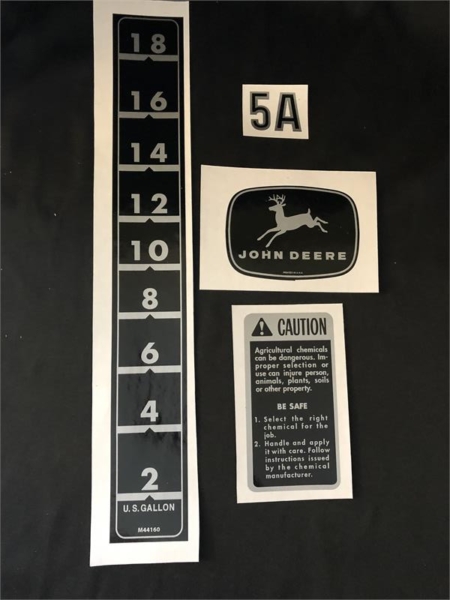 18
16
14
12
10
8
6
4
2
U.S. GALLON
M44160
5A
JOHN DEERE
CAUTION
Agricultural chemicals
can be dangerous. Im-
proper selection or
use can injure person,
animals, plants, soils
or other property.
BE SAFE
1. Select the right
chemical for the
job.
2. Handle and apply
it with care. Follow
instructions issued
by the chemical
manufacturer.